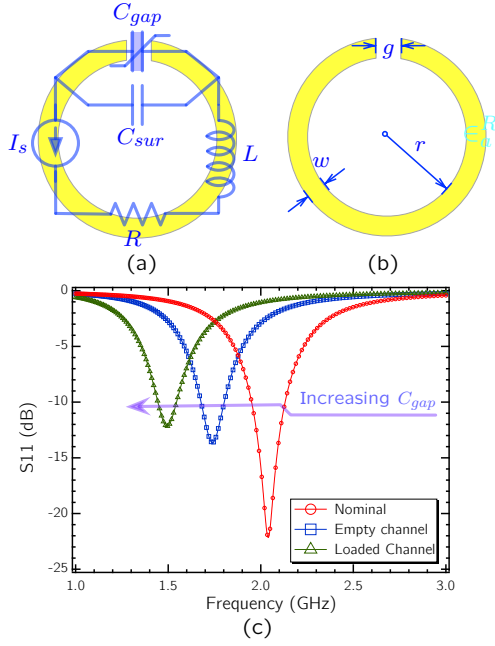 C_gap
g
C_sur
I_s
L
r
w
R
(a)
(b)
0
-5
-10
-15
-20
-25
S11 (dB)
Increasing C_gap
Nominal
Empty channel
Loaded Channel
1.0 1.5 2.0 2.5 3.0
Frequency (GHz)
(c)